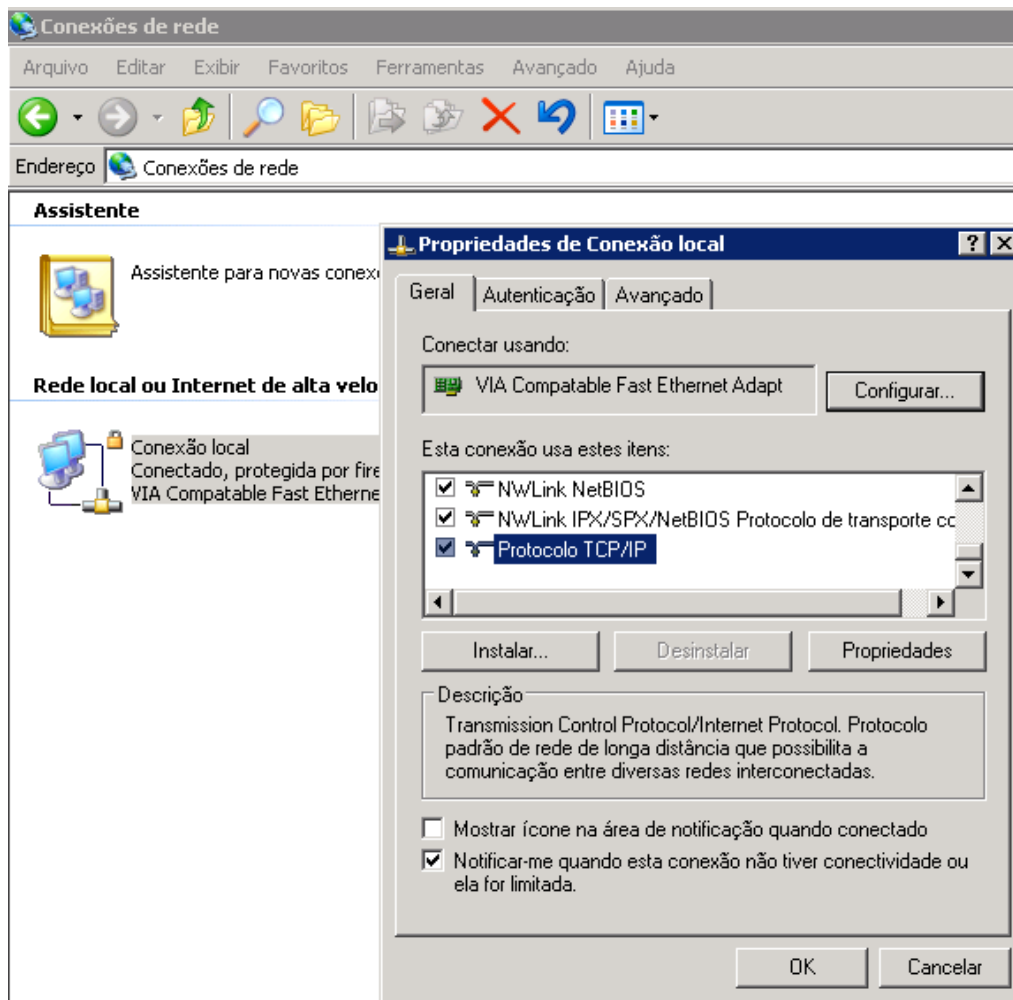 Conexões de rede
Arquivo Editar Exibir Favoritos Ferramentas Avançado Ajuda
Endereço Conexões de rede
Assistente
Assistente para novas conex
Rede local ou Internet de alta velo
Conexão local
Conectado, protegida por fire
VIA Compatable Fast Etherne
Propriedades de Conexão local
Geral Autenticação Avançado
Conectar usando:
VIA Compatable Fast Ethernet Adapt Configurar...
Esta conexão usa estes itens:
NWLink NetBIOS
NWLink IPX/SPX/NetBIOS Protocolo de transporte cc
Protocolo TCP/IP
Instalar... Desinstalar Propriedades
Descrição
Transmission Control Protocol/Internet Protocol. Protocolo
padrão de rede de longa distância que possibilita a
comunicação entre diversas redes interconectadas.
Mostrar ícone na área de notificação quando conectado
Notificar-me quando esta conexão não tiver conectividade ou
ela for limitada.
OK Cancelar